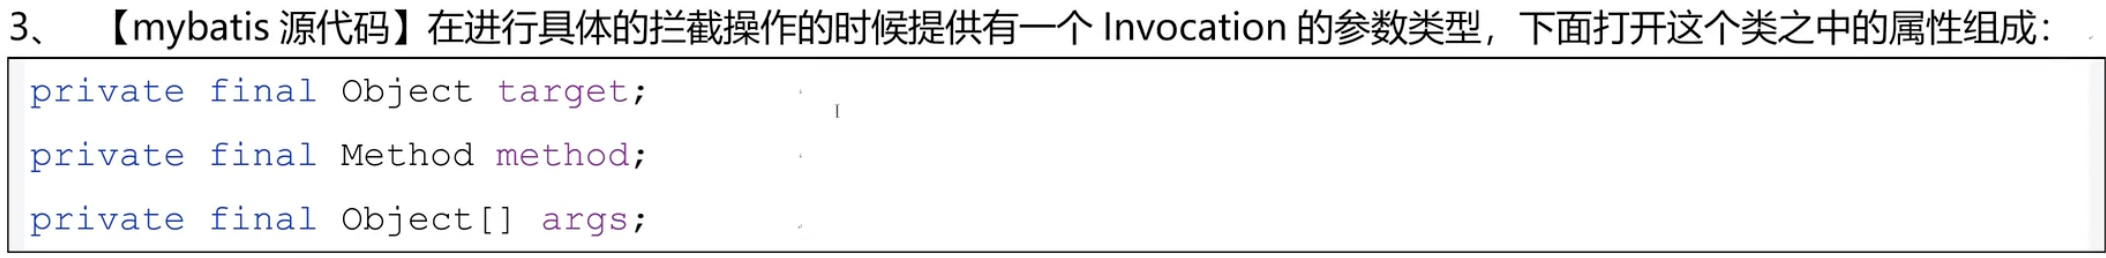 3、 【mybatis 源代码】在进行具体的拦截操作的时候提供有一个 Invocation 的参数类型，下面打开这个类之中的属性组成：
private final Object target;
private final Method method;
private final Object[] args;